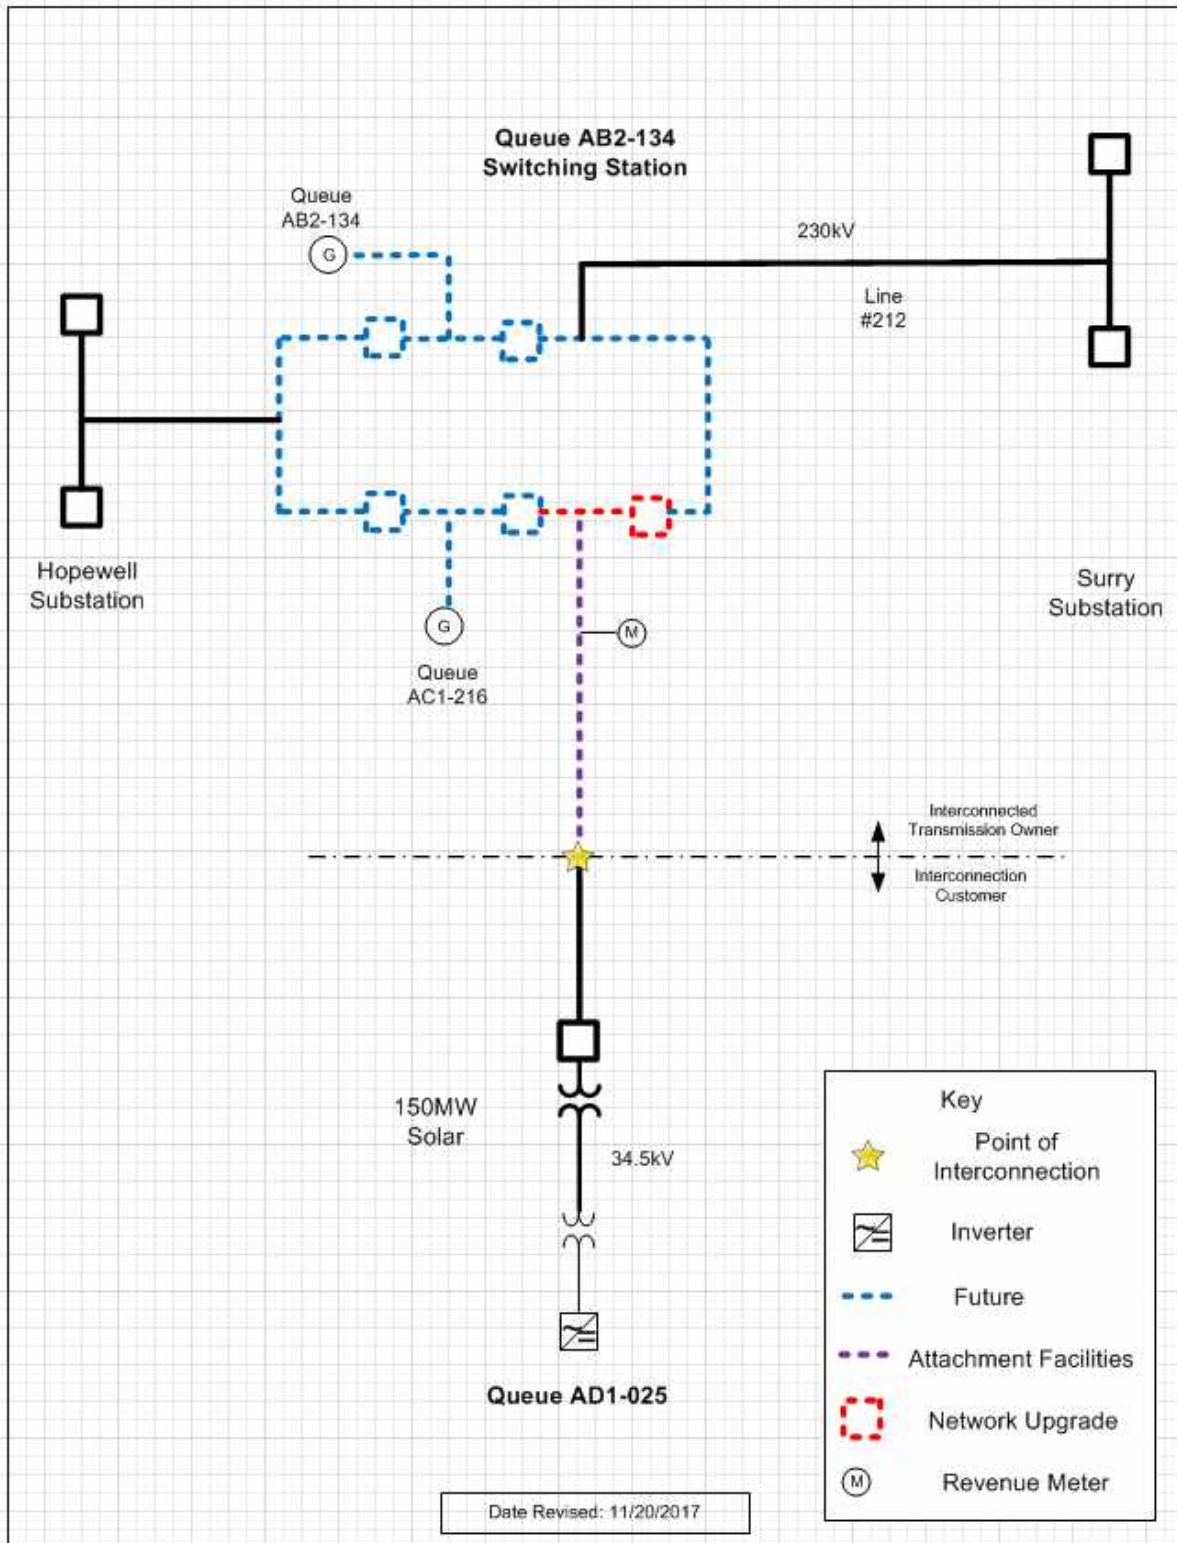 Queue AB2-134
Switching Station
Queue
AB2-134
G
230kV
Line
#212
Hopewell
Substation
Surry
Substation
G
Queue
AC1-216
M
Interconnected
Transmission Owner
Interconnection
Customer
150MW
Solar
34.5kV
Queue AD1-025
Key
Point of
Interconnection
Inverter
Future
Attachment Facilities
Network Upgrade
M
Revenue Meter
Date Revised: 11/20/2017